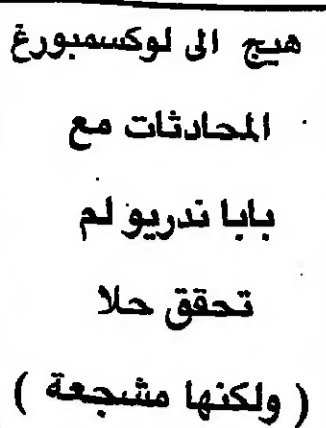 هيج الى لوكسمبورغ
المحادثات مع
بابا ندريو لم
تحقق حلا
( ولكنها مشجعة )